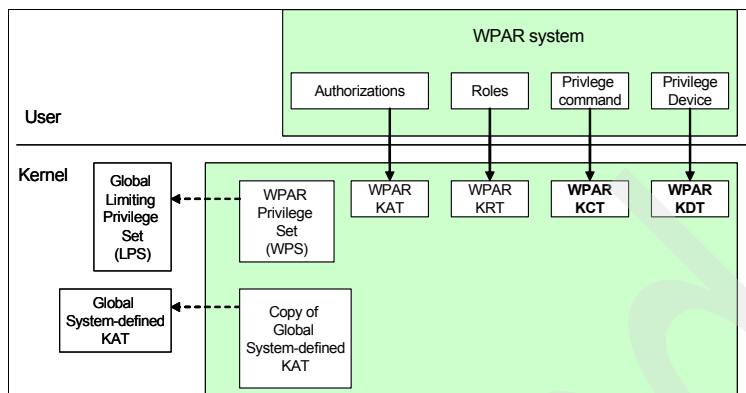 WPAR system
Authorizations
Roles
Privilege
command
Privilege
Device
User
Kernel
Global
Limiting
Privilege
Set
(LPS)
WPAR
Privilege
Set
(WPS)
WPAR
KAT
WPAR
KRT
WPAR
KCT
WPAR
KDT
Global
System-defined
KAT
Copy of
Global
System-defined
KAT